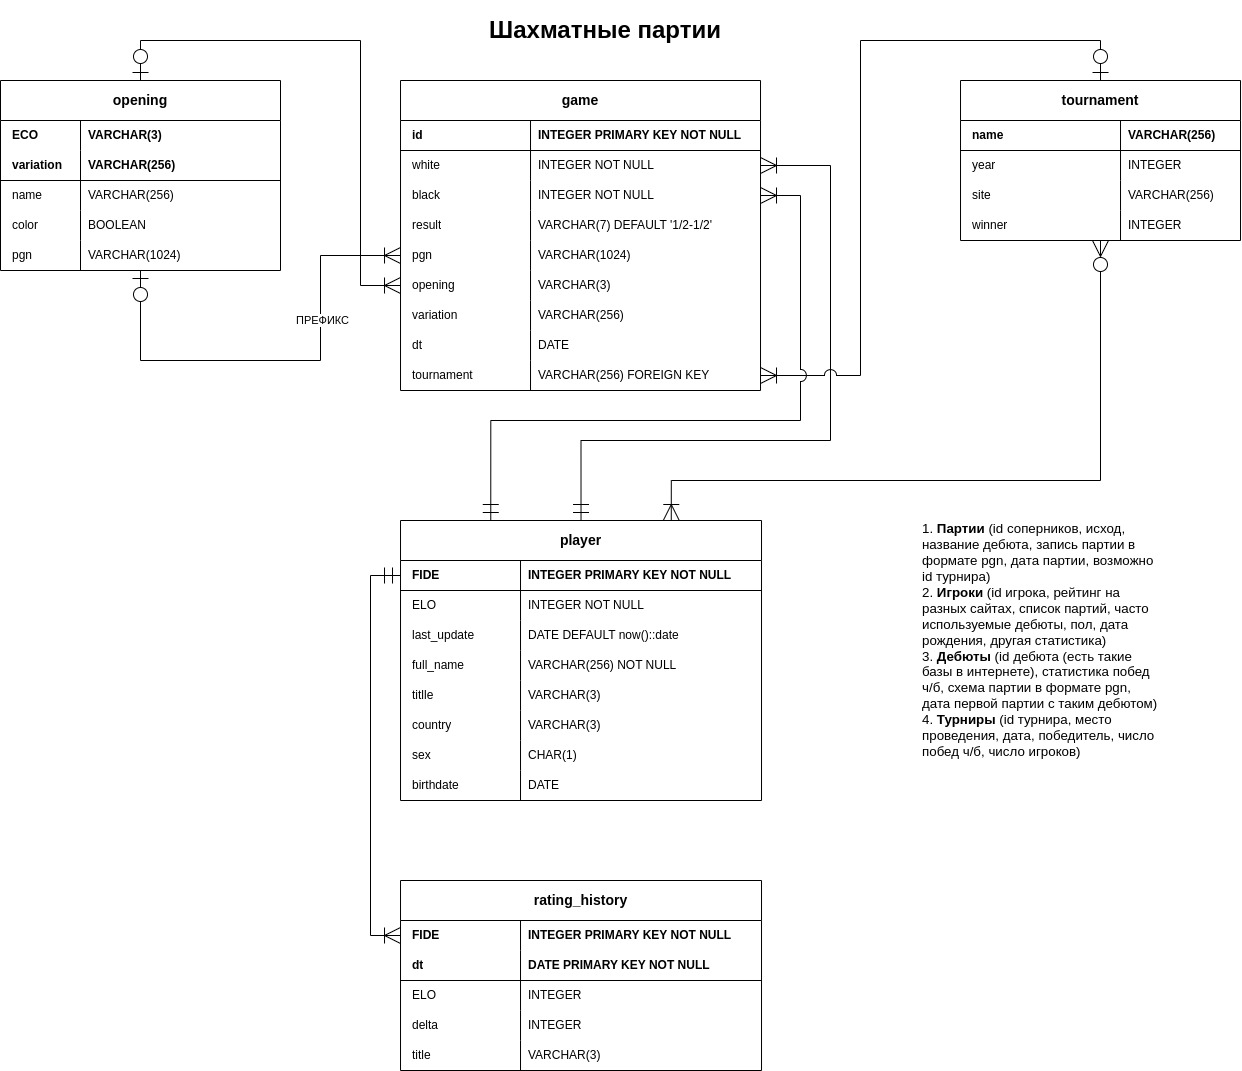 Шахматные партии
opening
ECO VARCHAR(3)
variation VARCHAR(256)
name VARCHAR(256)
color BOOLEAN
pgn VARCHAR(1024)
game
id INTEGER PRIMARY KEY NOT NULL
white INTEGER NOT NULL
black INTEGER NOT NULL
result VARCHAR(7) DEFAULT '1/2-1/2'
pgn VARCHAR(1024)
opening VARCHAR(3)
variation VARCHAR(256)
dt DATE
tournament VARCHAR(256) FOREIGN KEY
tournament
name VARCHAR(256)
year INTEGER
site VARCHAR(256)
winner INTEGER
ПРЕФИКС
player
FIDE INTEGER PRIMARY KEY NOT NULL
ELO INTEGER NOT NULL
last_update DATE DEFAULT now()::date
full_name VARCHAR(256) NOT NULL
titlle VARCHAR(3)
country VARCHAR(3)
sex CHAR(1)
birthdate DATE
1. Партии (id соперников, исход,
название дебюта, запись партии в
формате pgn, дата партии, возможно
id турнира)
2. Игроки (id игрока, рейтинг на
разных сайтах, список партий, часто
используемые дебюты, пол, дата
рождения, другая статистика)
3. Дебюты (id дебюта (есть такие
базы в интернете), статистика побед
ч/б, схема партии в формате pgn,
дата первой партии с таким дебютом)
4. Турниры (id турнира, место
проведения, дата, победитель, число
побед ч/б, число игроков)
rating_history
FIDE INTEGER PRIMARY KEY NOT NULL
dt DATE PRIMARY KEY NOT NULL
ELO INTEGER
delta INTEGER
title VARCHAR(3)